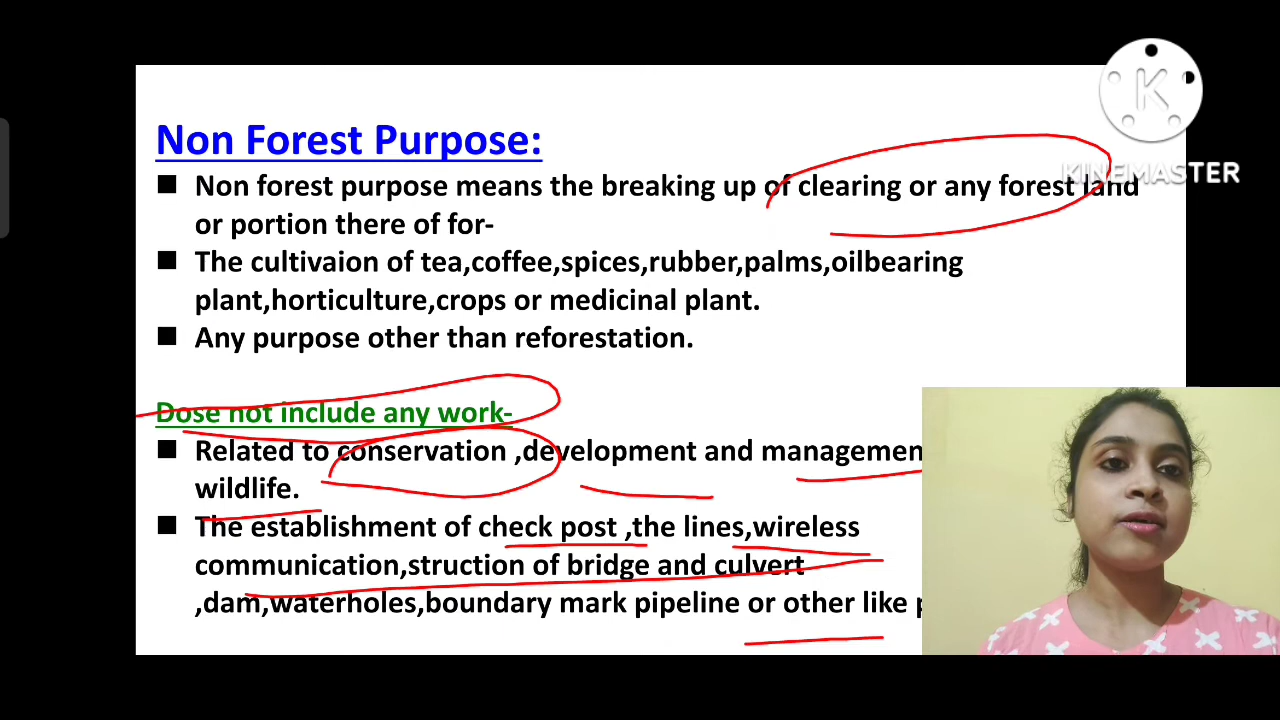 KINEMASTER
Non Forest Purpose:
Non forest purpose means the breaking up of clearing or any forest land
or portion there of for-
The cultivaion of tea,coffee,spices,rubber,palms,oilbearing
plant,horticulture,crops or medicinal plant.
Any purpose other than reforestation.
Dose not include any work-
Related to conservation ,development and
wildlife.
The establishment of check post ,the lines,wireless
communication,struction of bridge and culvert
,dam,waterholes,boundary mark pipeline or other like